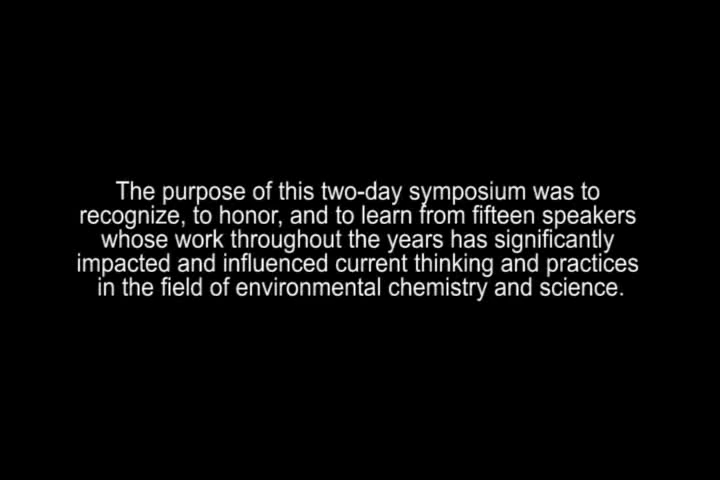 The purpose of this two-day symposium was to
recognize, to honor, and to learn from fifteen speakers
whose work throughout the years has significantly
impacted and influenced current thinking and practices
in the field of environmental chemistry and science.